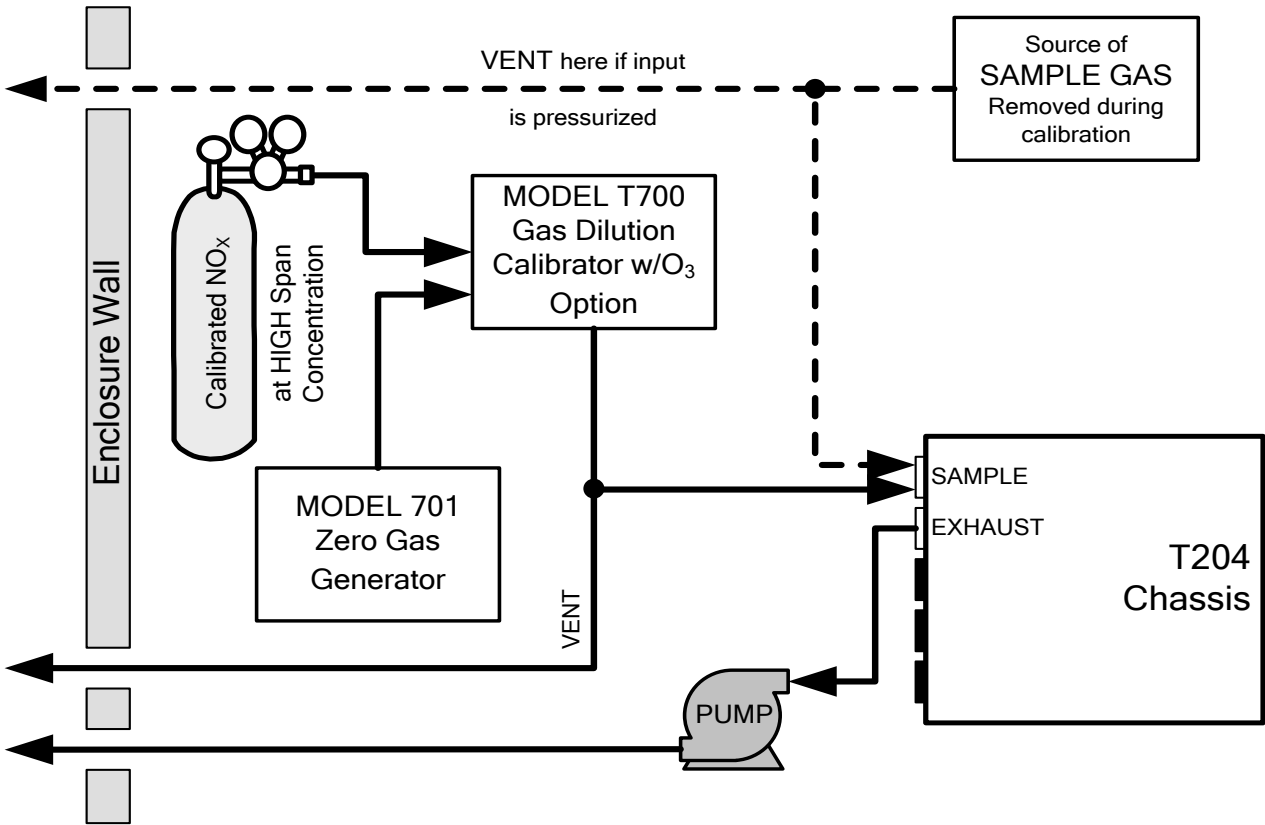 VENT here if input
is pressurized
Source of
SAMPLE GAS
Removed during
calibration
Enclosure Wall
Calibrated NOX
at HIGH Span
Concentration
MODEL T700
Gas Dilution
Calibrator w/O3
Option
MODEL 701
Zero Gas
Generator
VENT
SAMPLE
EXHAUST
T204
Chassis
PUMP